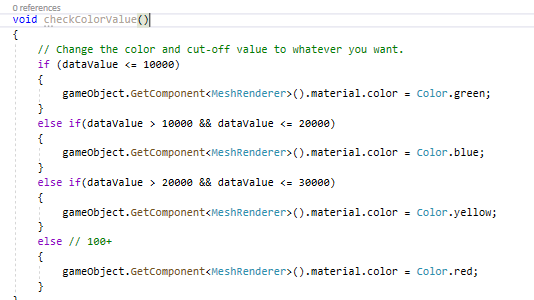 0 references
void checkColorValue()
{
// Change the color and cut-off value to whatever you want.
if (dataValue <= 10000)
{
gameObject.GetComponent<MeshRenderer>().material.color = Color.green;
}
else if(dataValue > 10000 && dataValue <= 20000)
{
gameObject.GetComponent<MeshRenderer>().material.color = Color.blue;
}
else if(dataValue > 20000 && dataValue <= 30000)
{
gameObject.GetComponent<MeshRenderer>().material.color = Color.yellow;
}
else // 100+
{
gameObject.GetComponent<MeshRenderer>().material.color = Color.red;
}
}